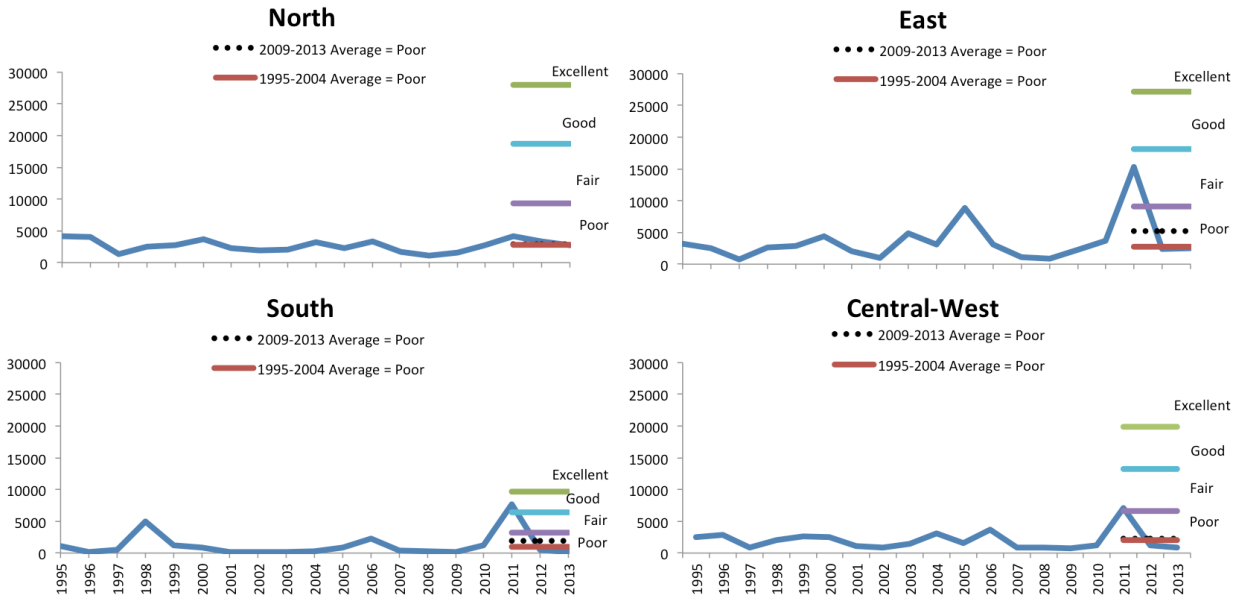 North
2009-2013 Average = Poor
1995-2004 Average = Poor
30000
25000
20000
15000
10000
5000
0
Excellent
Good
Fair
Poor
East
2009-2013 Average = Poor
1995-2004 Average = Poor
30000
25000
20000
15000
10000
5000
0
Excellent
Good
Fair
Poor
South
2009-2013 Average = Poor
1995-2004 Average = Poor
30000
25000
20000
15000
10000
5000
0
Excellent
Good
Fair
Poor
1995
1996
1997
1998
1999
2000
2001
2002
2003
2004
2005
2006
2007
2008
2009
2010
2011
2012
2013
Central-West
2009-2013 Average = Poor
1995-2004 Average = Poor
30000
25000
20000
15000
10000
5000
0
Excellent
Good
Fair
Poor
1995
1996
1997
1998
1999
2000
2001
2002
2003
2004
2005
2006
2007
2008
2009
2010
2011
2012
2013